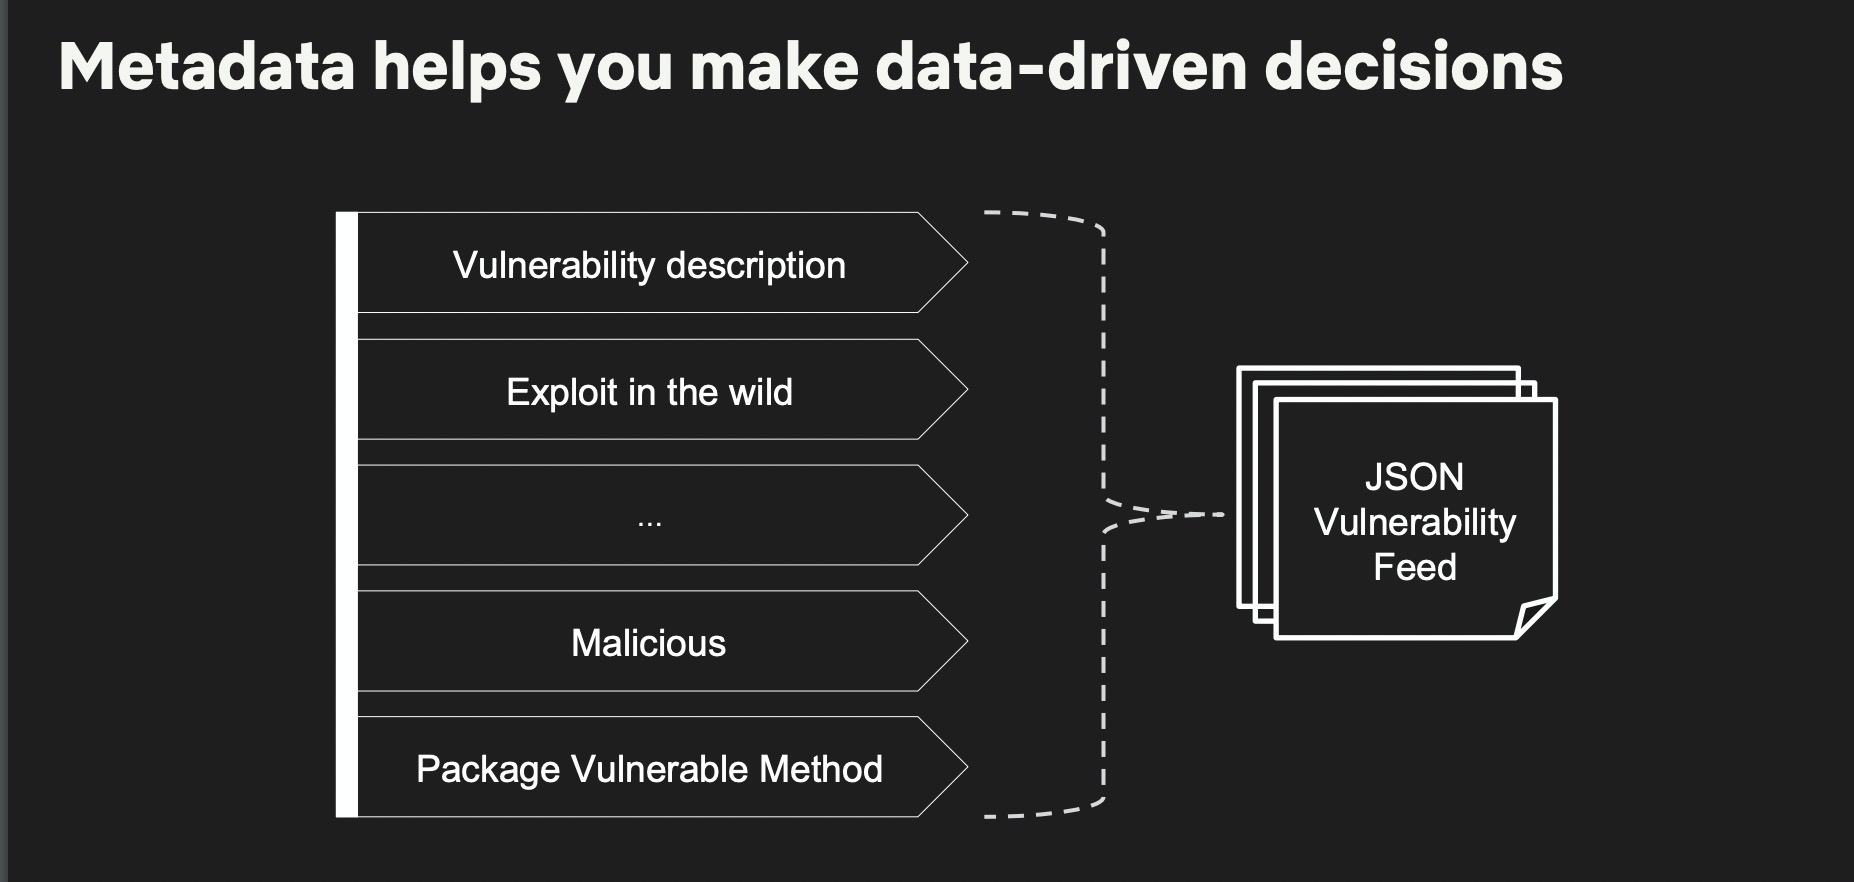 Metadata helps you make data-driven decisions
Vulnerability description
Exploit in the wild
...
Malicious
Package Vulnerable Method
JSON
Vulnerability
Feed